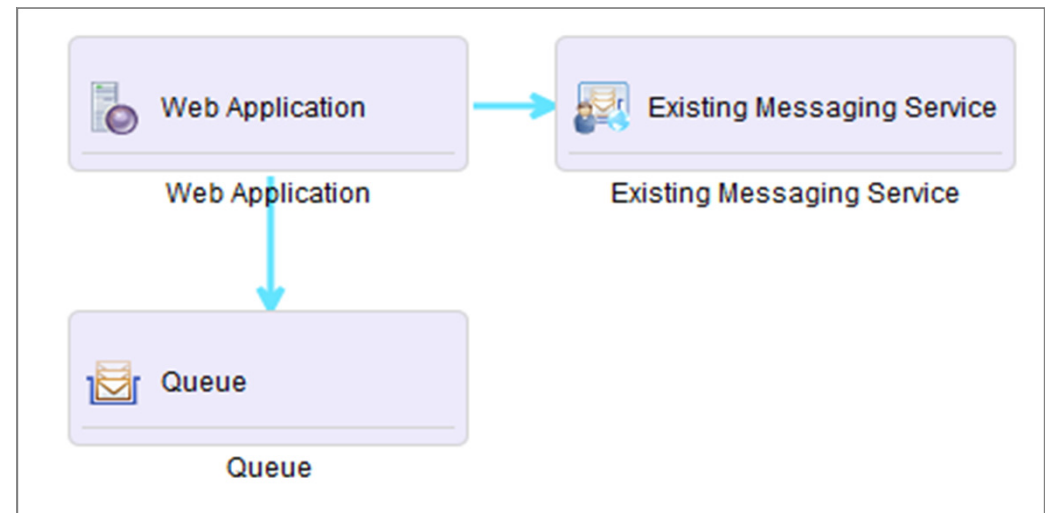 Web Application
Existing Messaging Service
Web Application
Existing Messaging Service
Queue
Queue